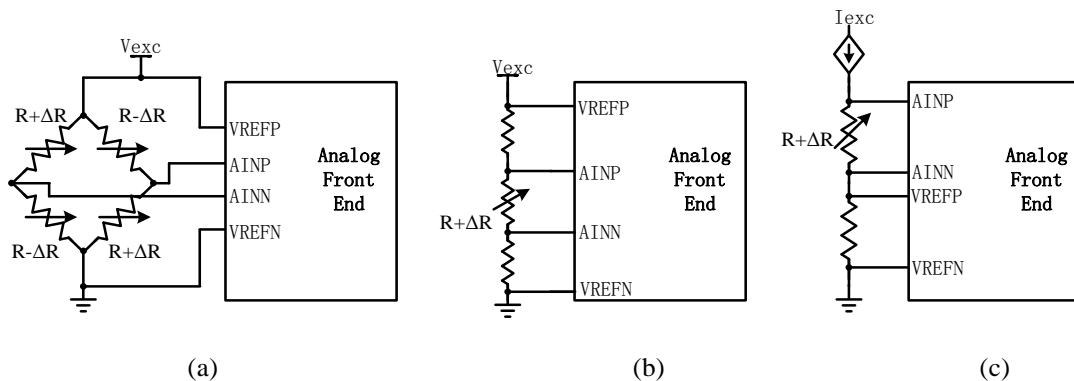 Vexc
R+ΔR
R-ΔR
R-ΔR
R+ΔR
VREFP
AINP
AINN
VREFN
Analog
Front
End
(a)
Vexc
R+ΔR
VREFP
AINP
AINN
VREFN
Analog
Front
End
(b)
Iexc
R+ΔR
AINP
AINN
VREFP
VREFN
Analog
Front
End
(c)